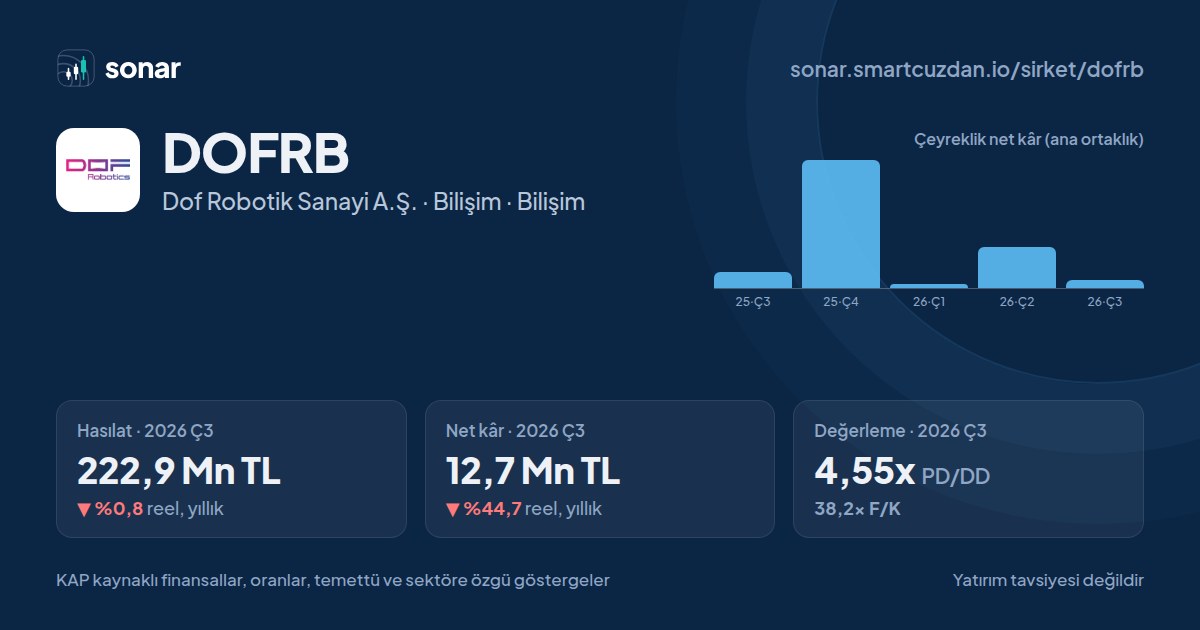 sonar
sonar.smartcuzdan.io/sirket/dofrb
DOF
Robotics
DOFRB
Dof Robotik Sanayi A.Ş. · Bilişim · Bilişim
Çeyreklik net kâr (ana ortaklık)
25-Ç3 25-Ç4 26-Ç1 26-Ç2 26-Ç3
Hasılat · 2026 Ç3
222,9 Mn TL
▼ %0,8 reel, yıllık
Net kâr · 2026 Ç3
12,7 Mn TL
▼ %44,7 reel, yıllık
Değerleme · 2026 Ç3
4,55x PD/DD
38,2× F/K
KAP kaynaklı finansallar, oranlar, temettü ve sektöre özgü göstergeler
Yatırım tavsiyesi değildir